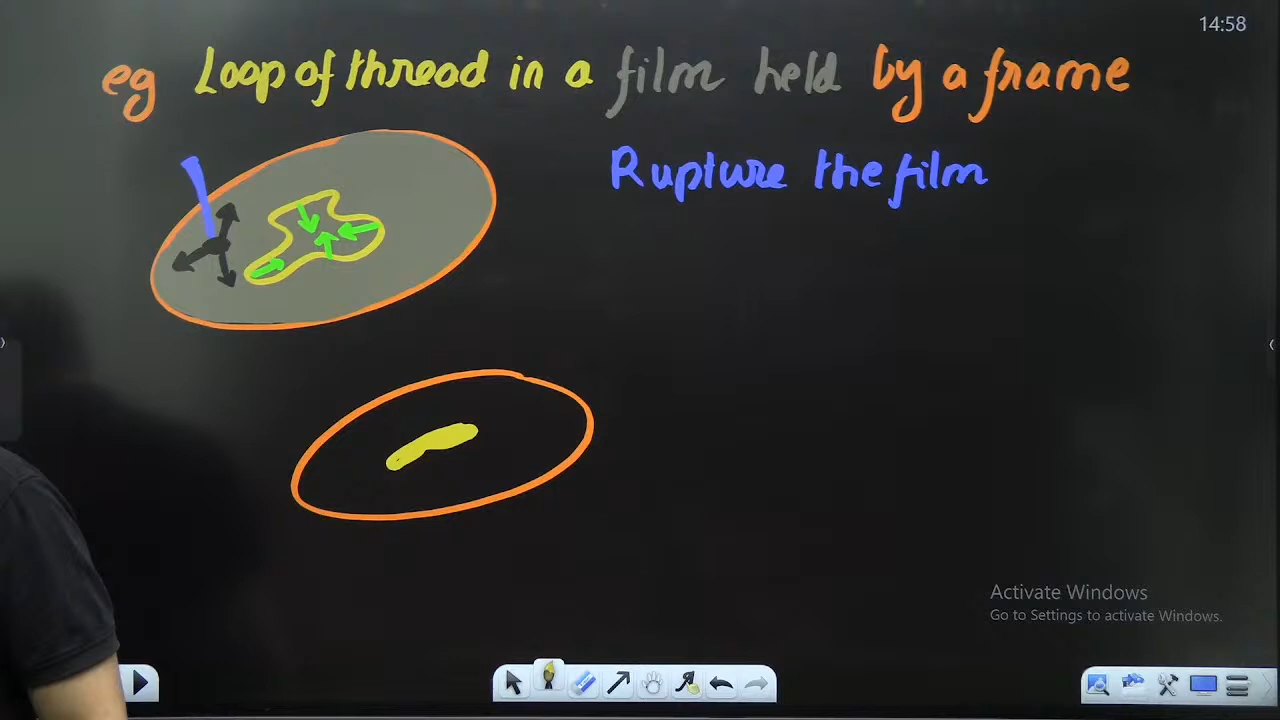 14:58
eg Loop of thread in a film held by a frame
Rupture the film
Activate Windows
Go to Settings to activate Windows.